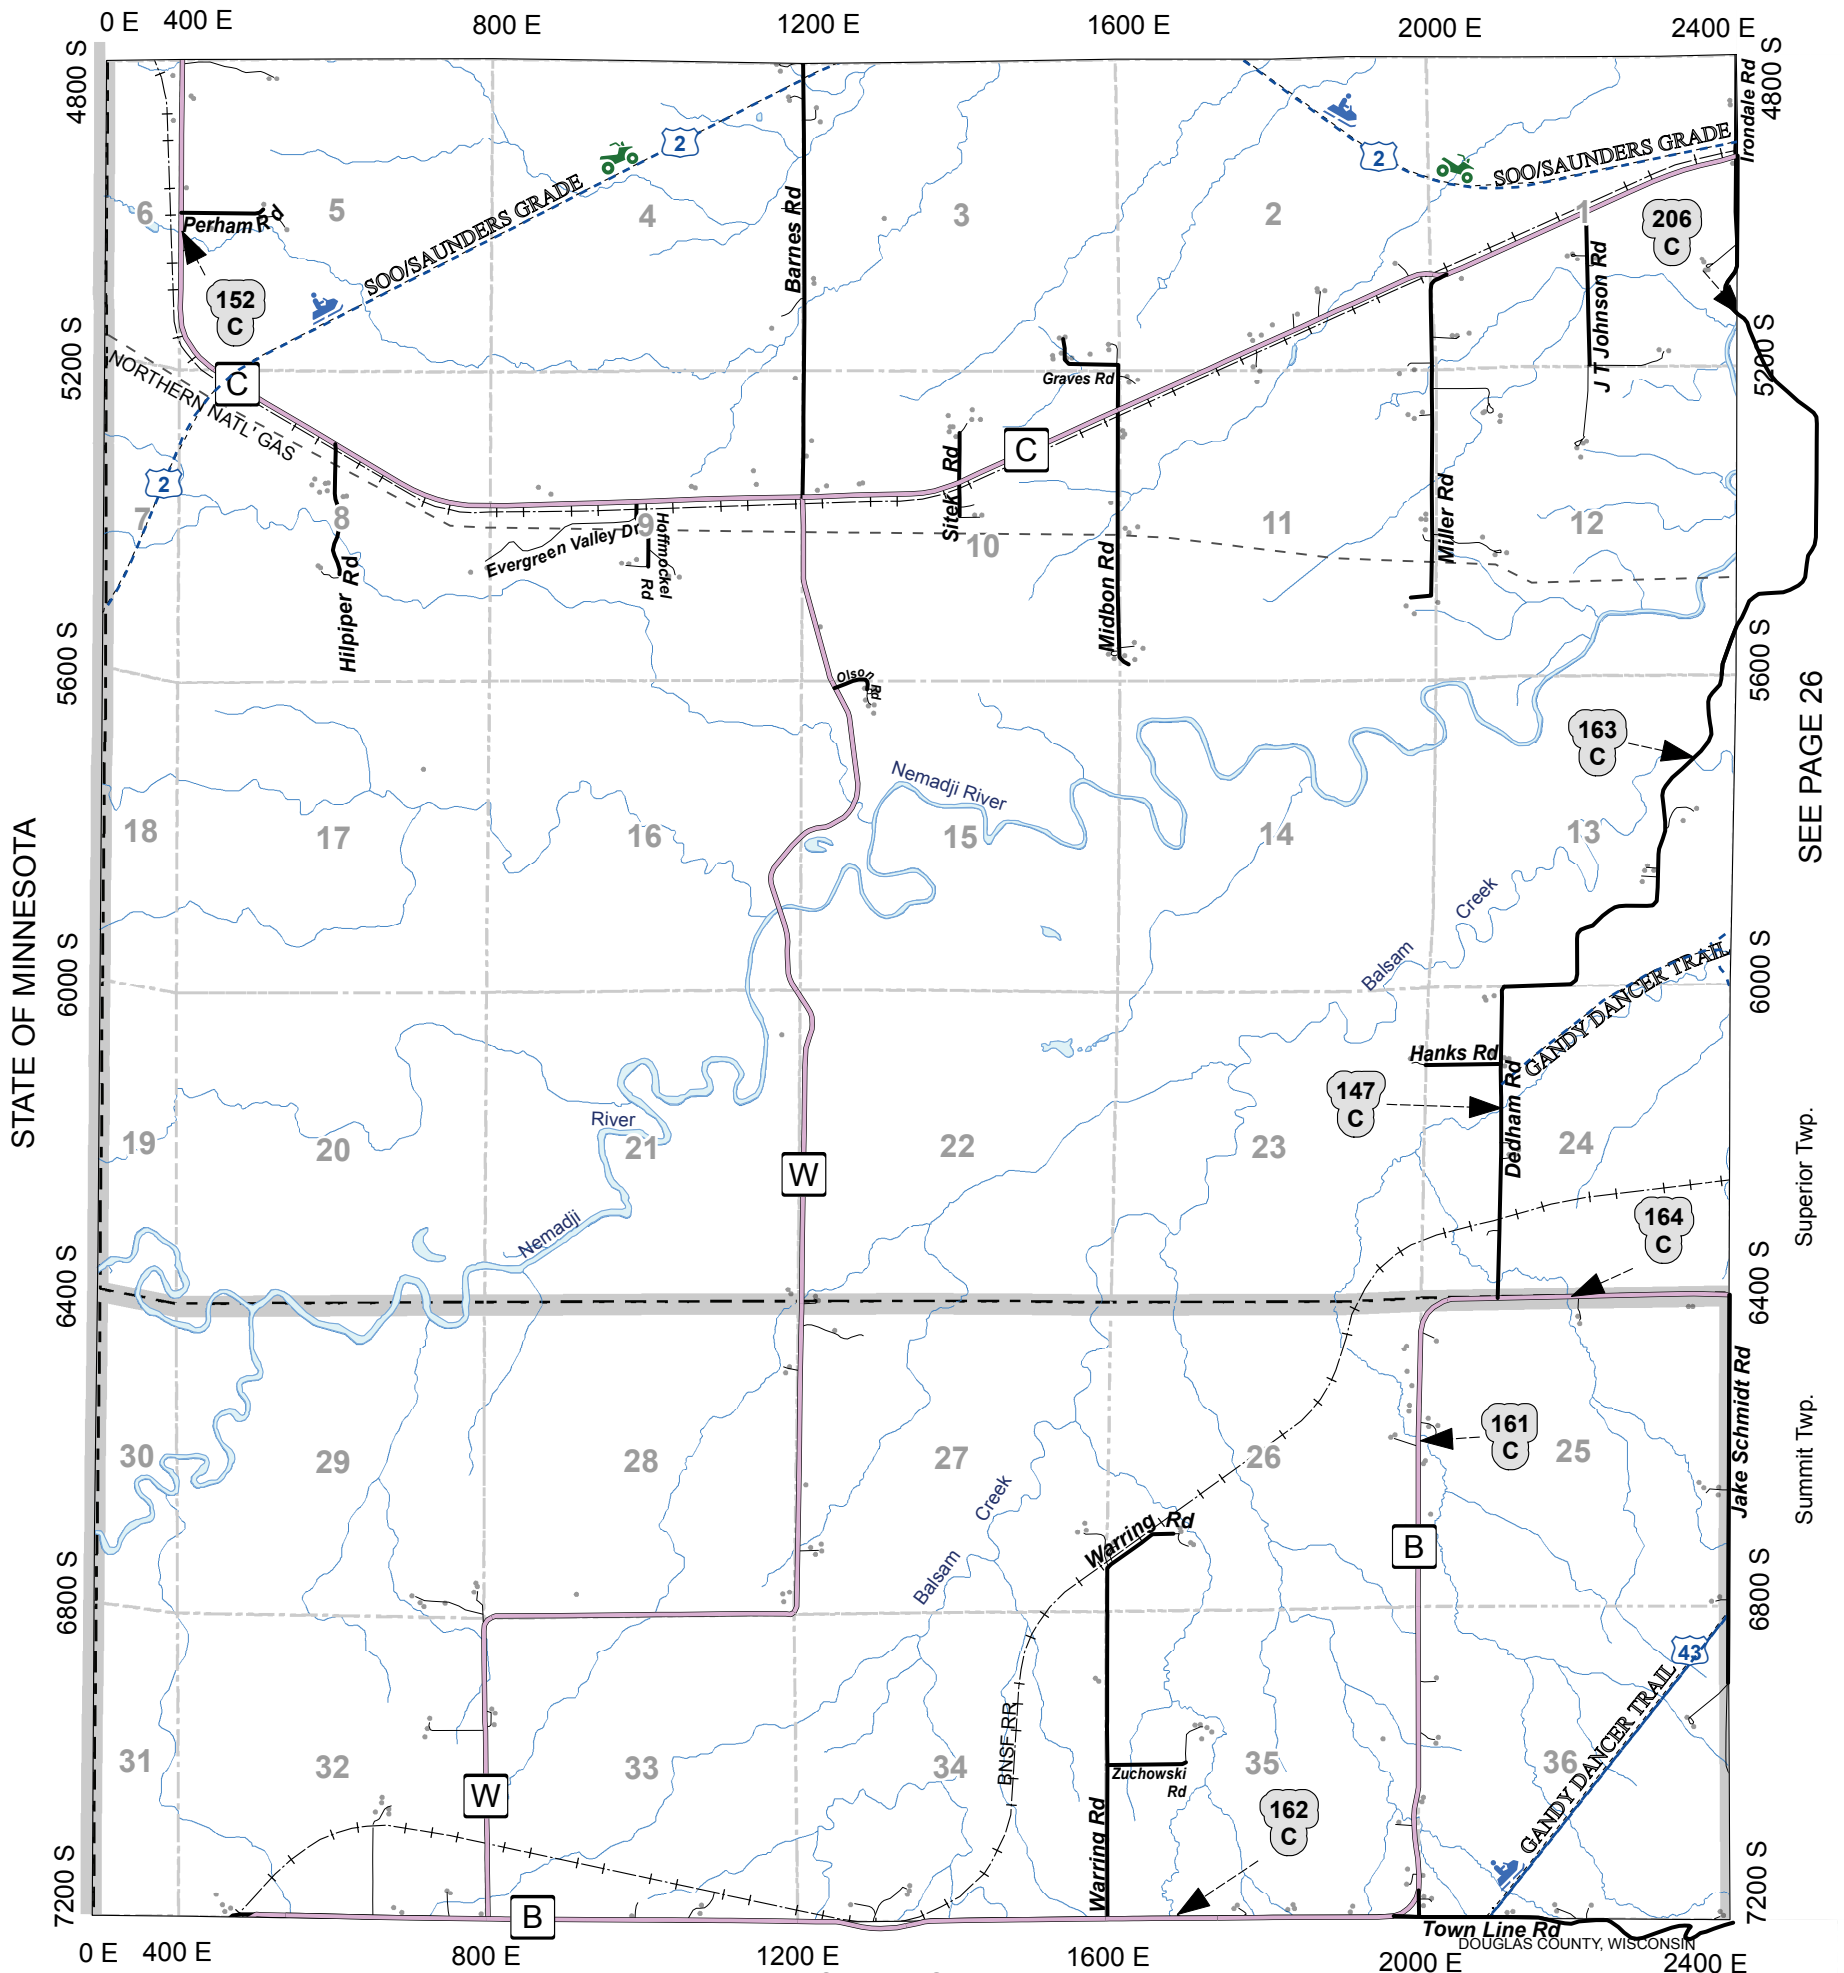 0 E 400 E 800 E 1200 E 1600 E 2000 E 2400 E
4800 S
4800 S
Irondale Rd
2
2
SOO/SAUNDERS GRADE
SOO/SAUNDERS GRADE
6 5 4 3 2 1
Perham Rd
Barnes Rd
206
C
152
C
J T Johnson Rd
5200 S
5200 S
NORTHERN NATL' GAS
C
Graves Rd
C
2
Sitek Rd
7 8 9 10 11 12
Evergreen Valley Dr
Hoffmockel
Rd
Hilpiper Rd
Midbon Rd
Miller Rd
5600 S
5600 S
Olson
Rd
163
C
SEE PAGE 26
Nemadji River
18 17 16 15 14 13
STATE OF MINNESOTA
Creek
Balsam
6000 S
6000 S
GANDY DANCER TRAIL
Hanks Rd
Dedham Rd
147
C
River
19 20 21 22 23 24
W
Superior Twp.
Nemadji
164
C
6400 S
6400 S
Jake Schmidt Rd
Summit Twp.
161
C
30 29 28 27 26 25
Creek
Balsam
Warring Rd
B
6800 S
6800 S
43
GANDY DANCER TRAIL
BNSF RR
31 32 33 34 35 36
Zuchowski
Rd
W
162
C
Warring Rd
7200 S
7200 S
B
Town Line Rd
DOUGLAS COUNTY, WISCONSIN
0 E 400 E 800 E 1200 E 1600 E 2000 E 2400 E